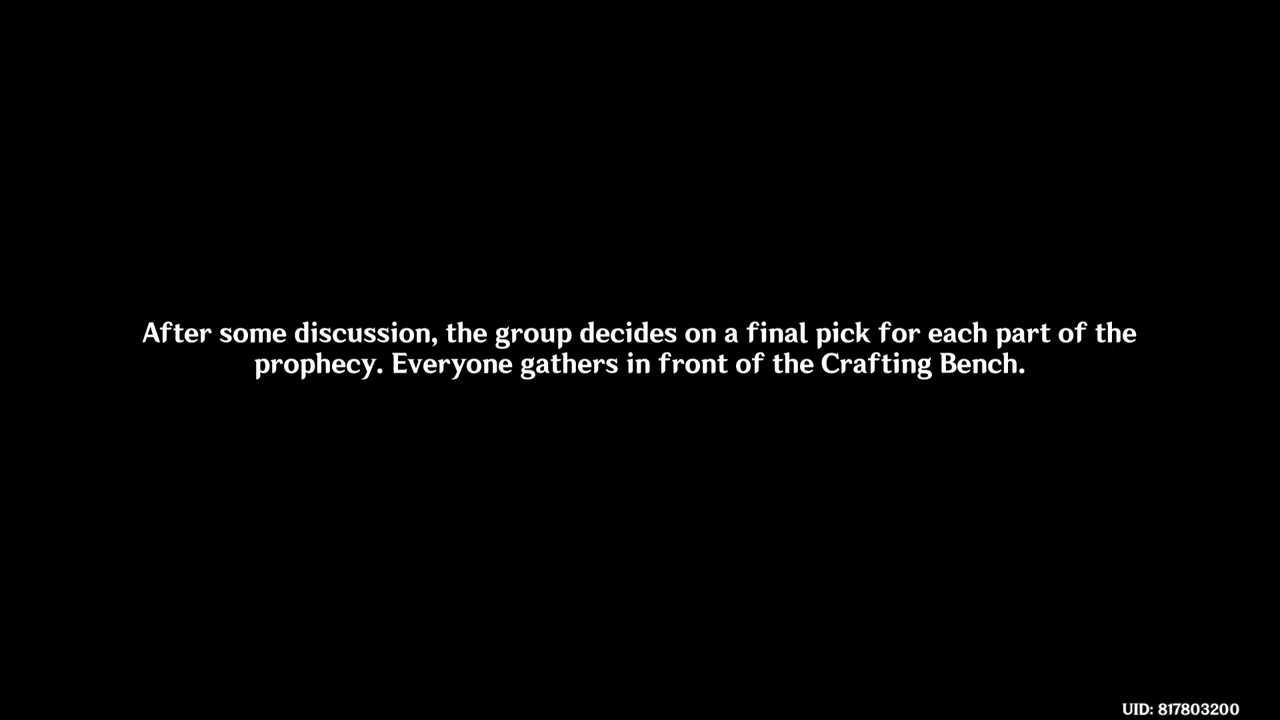 After some discussion, the group decides on a final pick for each part of the
prophecy. Everyone gathers in front of the Crafting Bench.
UID: 817803200